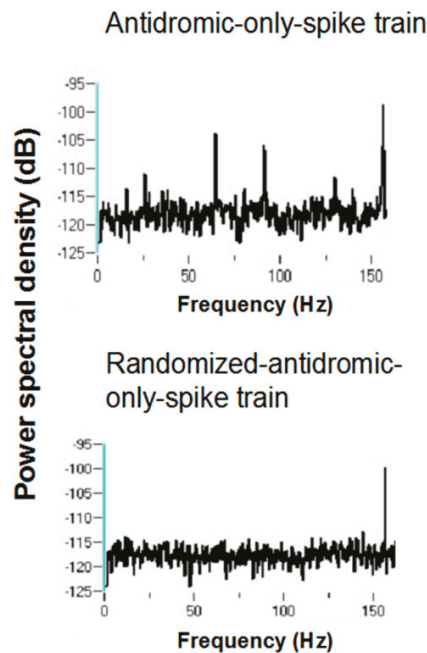 Antidromic-only-spike train
-95
-100
-105
-110
-115
-120
-125
0 50 100 150
Frequency (Hz)
Power spectral density (dB)
Randomized-antidromic-
only-spike train
-95
-100
-105
-110
-115
-120
-125
0 50 100 150
Frequency (Hz)